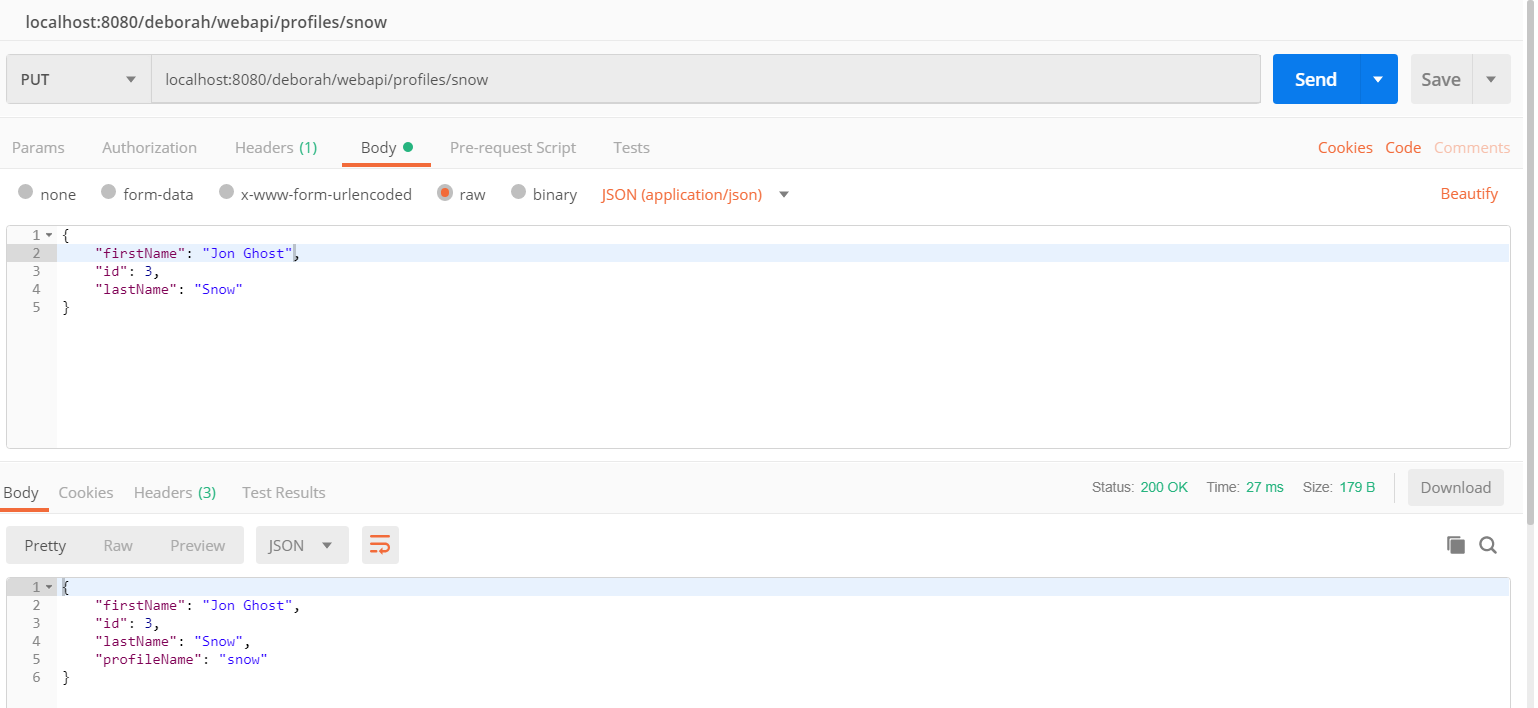 localhost:8080/deborah/webapi/profiles/snow
PUT localhost:8080/deborah/webapi/profiles/snow Send Save
Params Authorization Headers (1) Body Pre-request Script Tests Cookies Code Comments
none form-data x-www-form-urlencoded raw binary JSON (application/json) Beautify
1 {
2 "firstName": "Jon Ghost",
3 "id": 3,
4 "lastName": "Snow"
5 }
Body Cookies Headers (3) Test Results Status: 200 OK Time: 27 ms Size: 179 B Download
Pretty Raw Preview JSON
1 {
2 "firstName": "Jon Ghost",
3 "id": 3,
4 "lastName": "Snow",
5 "profileName": "snow"
6 }